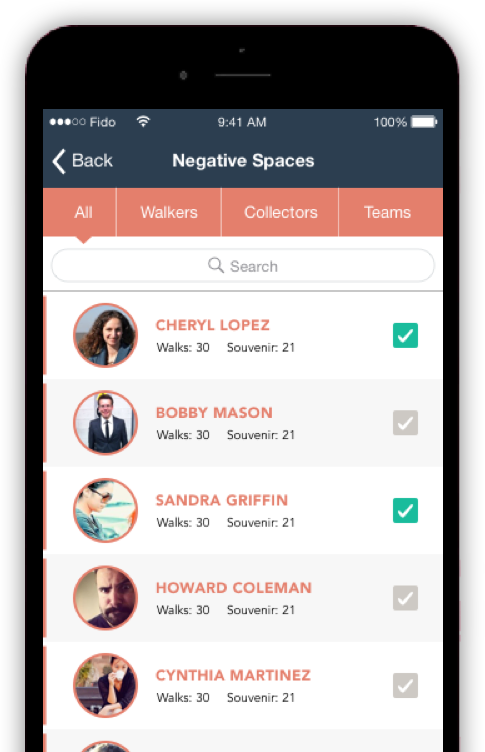 Fido 9:41 AM 100%
Back Negative Spaces
All Walkers Collectors Teams
Search
CHERYL LOPEZ
Walks: 30 Souvenir: 21
BOBBY MASON
Walks: 30 Souvenir: 21
SANDRA GRIFFIN
Walks: 30 Souvenir: 21
HOWARD COLEMAN
Walks: 30 Souvenir: 21
CYNTHIA MARTINEZ
Walks: 30 Souvenir: 21